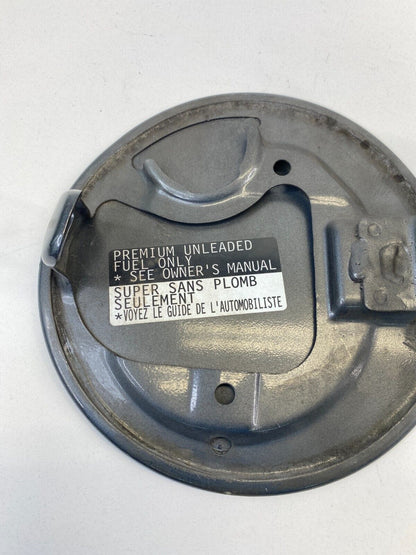 PREMIUM UNLEADED
FUEL ONLY
* SEE OWNER'S MANUAL
SUPER SANS PLOMB
SEULEMENT
*VOYEZ LE GUIDE DE L'AUTOMOBILISTE